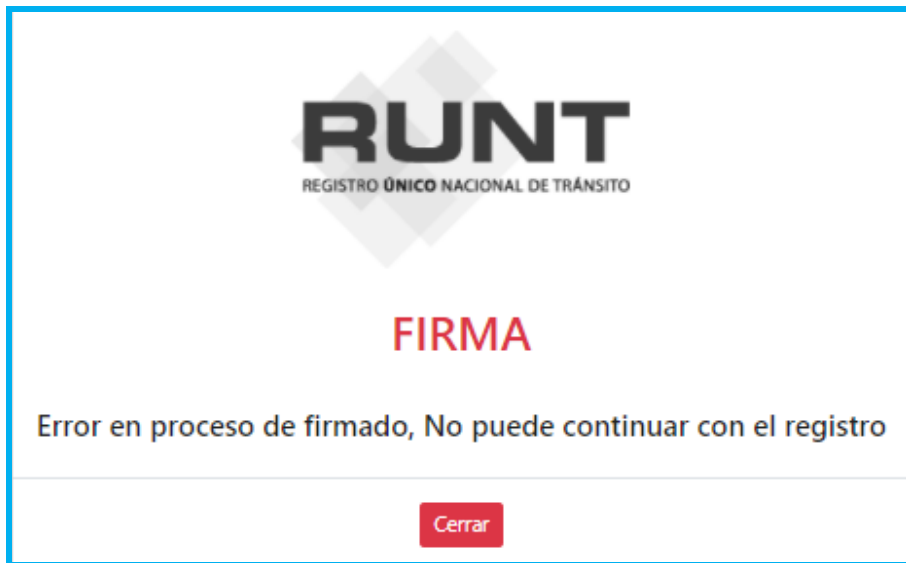 RUNT
REGISTRO ÚNICO NACIONAL DE TRÁNSITO
FIRMA
Error en proceso de firmado, No puede continuar con el registro
Cerrar